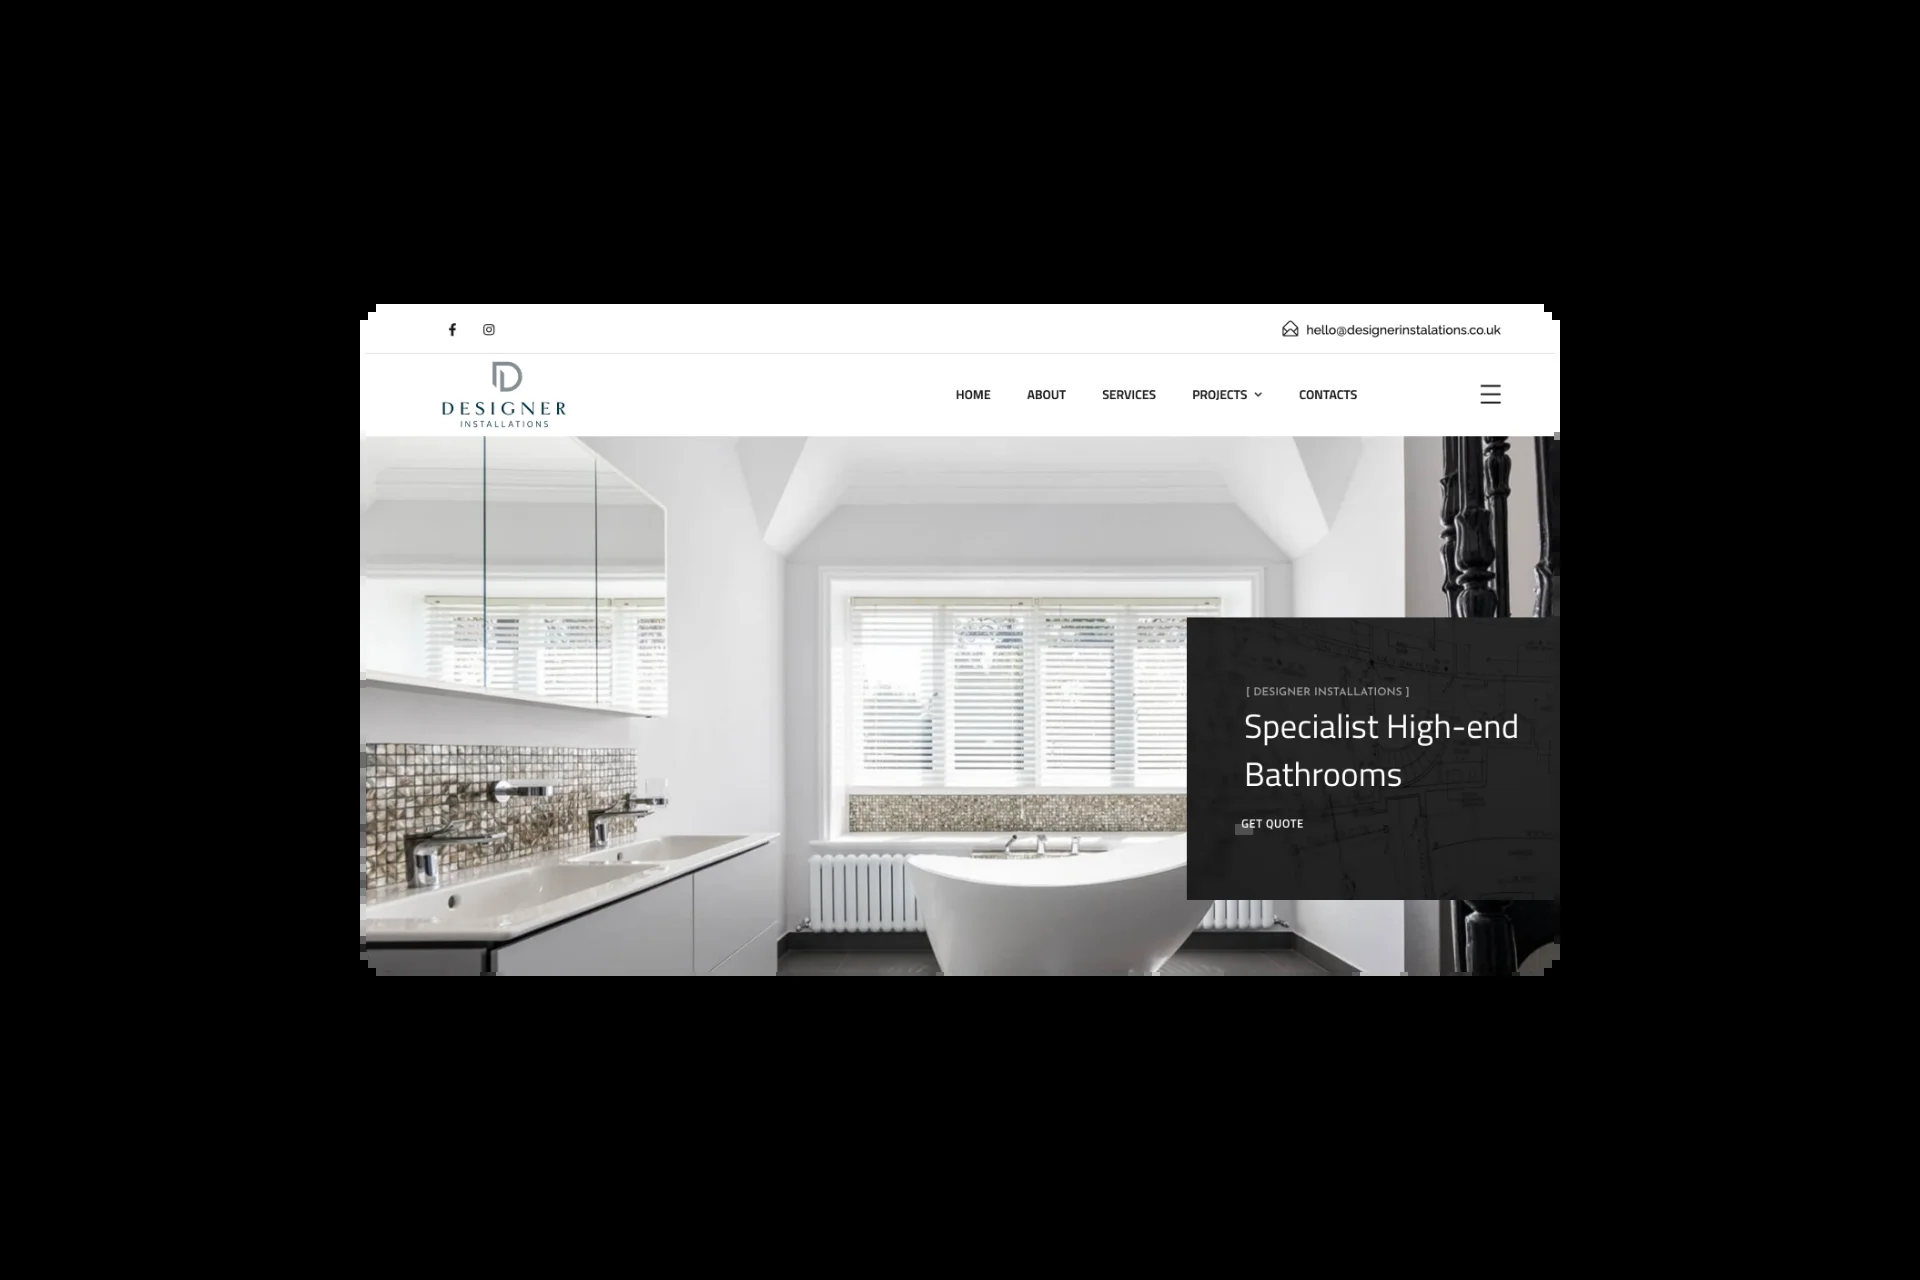 hello@designerinstalations.co.uk
DESIGNER
INSTALLATIONS
HOME ABOUT SERVICES PROJECTS CONTACTS
[ DESIGNER INSTALLATIONS ]
Specialist High-end
Bathrooms
GET QUOTE